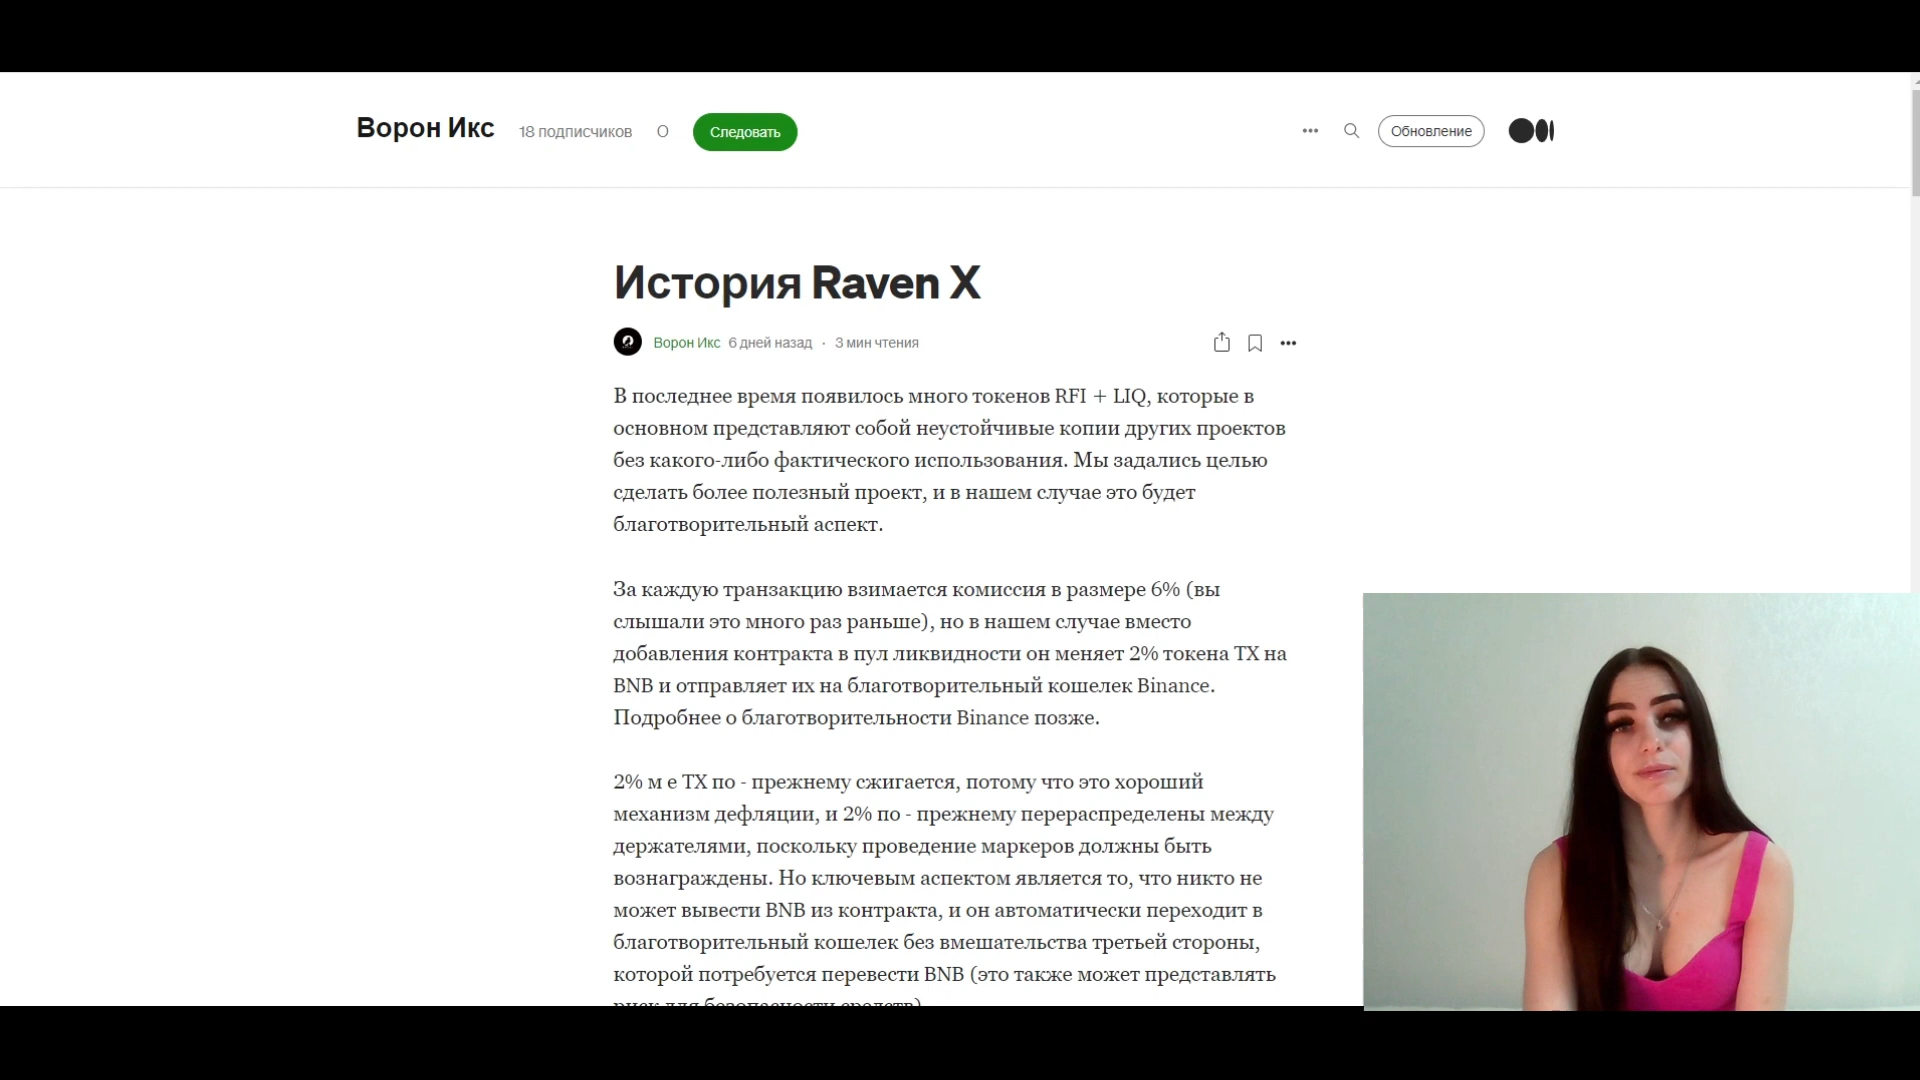 Ворон Икс
18 подписчиков
О
Следовать
Обновление
История Raven X
Ворон Икс 6 дней назад · 3 мин чтения
В последнее время появилось много токенов RFI + LIQ, которые в
основном представляют собой неустойчивые копии других проектов
без какого-либо фактического использования. Мы задались целью
сделать более полезный проект, и в нашем случае это будет
благотворительный аспект.
За каждую транзакцию взимается комиссия в размере 6% (вы
слышали это много раз раньше), но в нашем случае вместо
добавления контракта в пул ликвидности он меняет 2% токена TX на
BNB и отправляет их на благотворительный кошелек Binance.
Подробнее о благотворительности Binance позже.
2% м е TX по - прежнему сжигается, потому что это хороший
механизм дефляции, и 2% по - прежнему перераспределены между
держателями, поскольку проведение маркеров должны быть
вознаграждены. Но ключевым аспектом является то, что никто не
может вывести BNB из контракта, и он автоматически переходит в
благотворительный кошелек без вмешательства третьей стороны,
которой потребуется перевести BNB (это также может представлять
риск для безопасности средств)